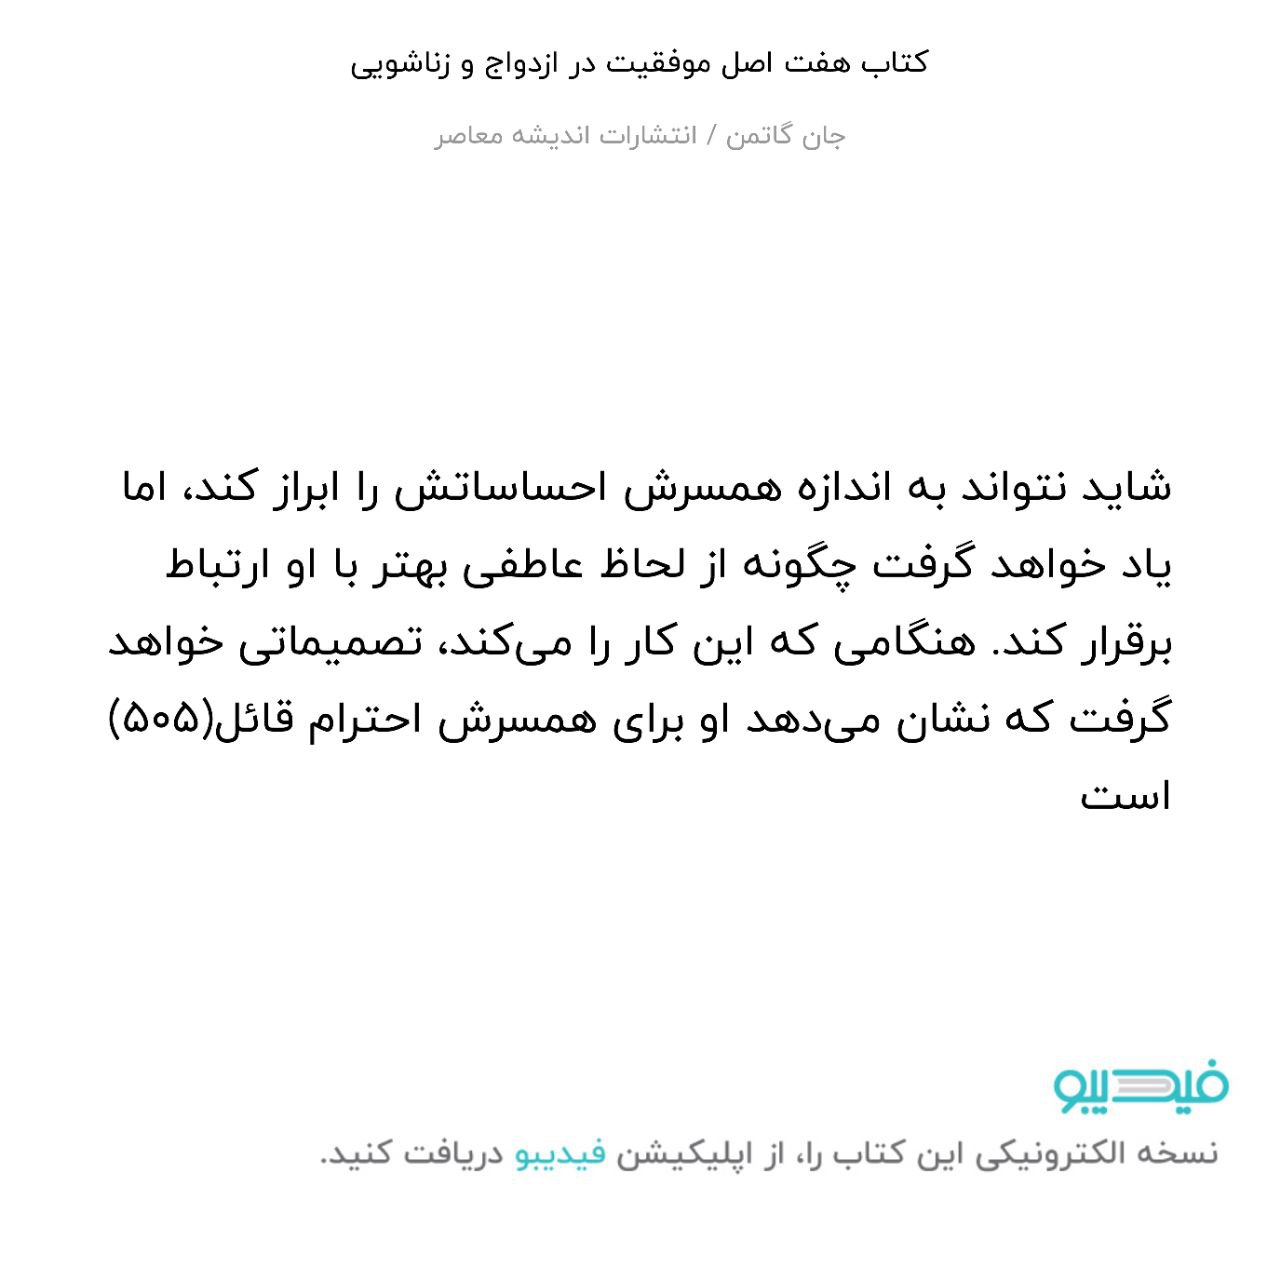 کتاب هفت اصل موفقیت در ازدواج و زناشویی
جان گاتمن / انتشارات اندیشه معاصر
شاید نتواند به اندازه همسرش احساساتش را ابراز کند، اما
یاد خواهد گرفت چگونه از لحاظ عاطفی بهتر با او ارتباط
برقرار کند. هنگامی که این کار را می‌کند، تصمیماتی خواهد
گرفت که نشان می‌دهد او برای همسرش احترام قائل(۵۰۵)
است
فیدیبو
نسخه الکترونیکی این کتاب را، از اپلیکیشن فیدیبو دریافت کنید.